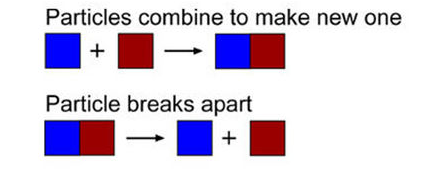 Particles combine to make new one
+
Particle breaks apart
+